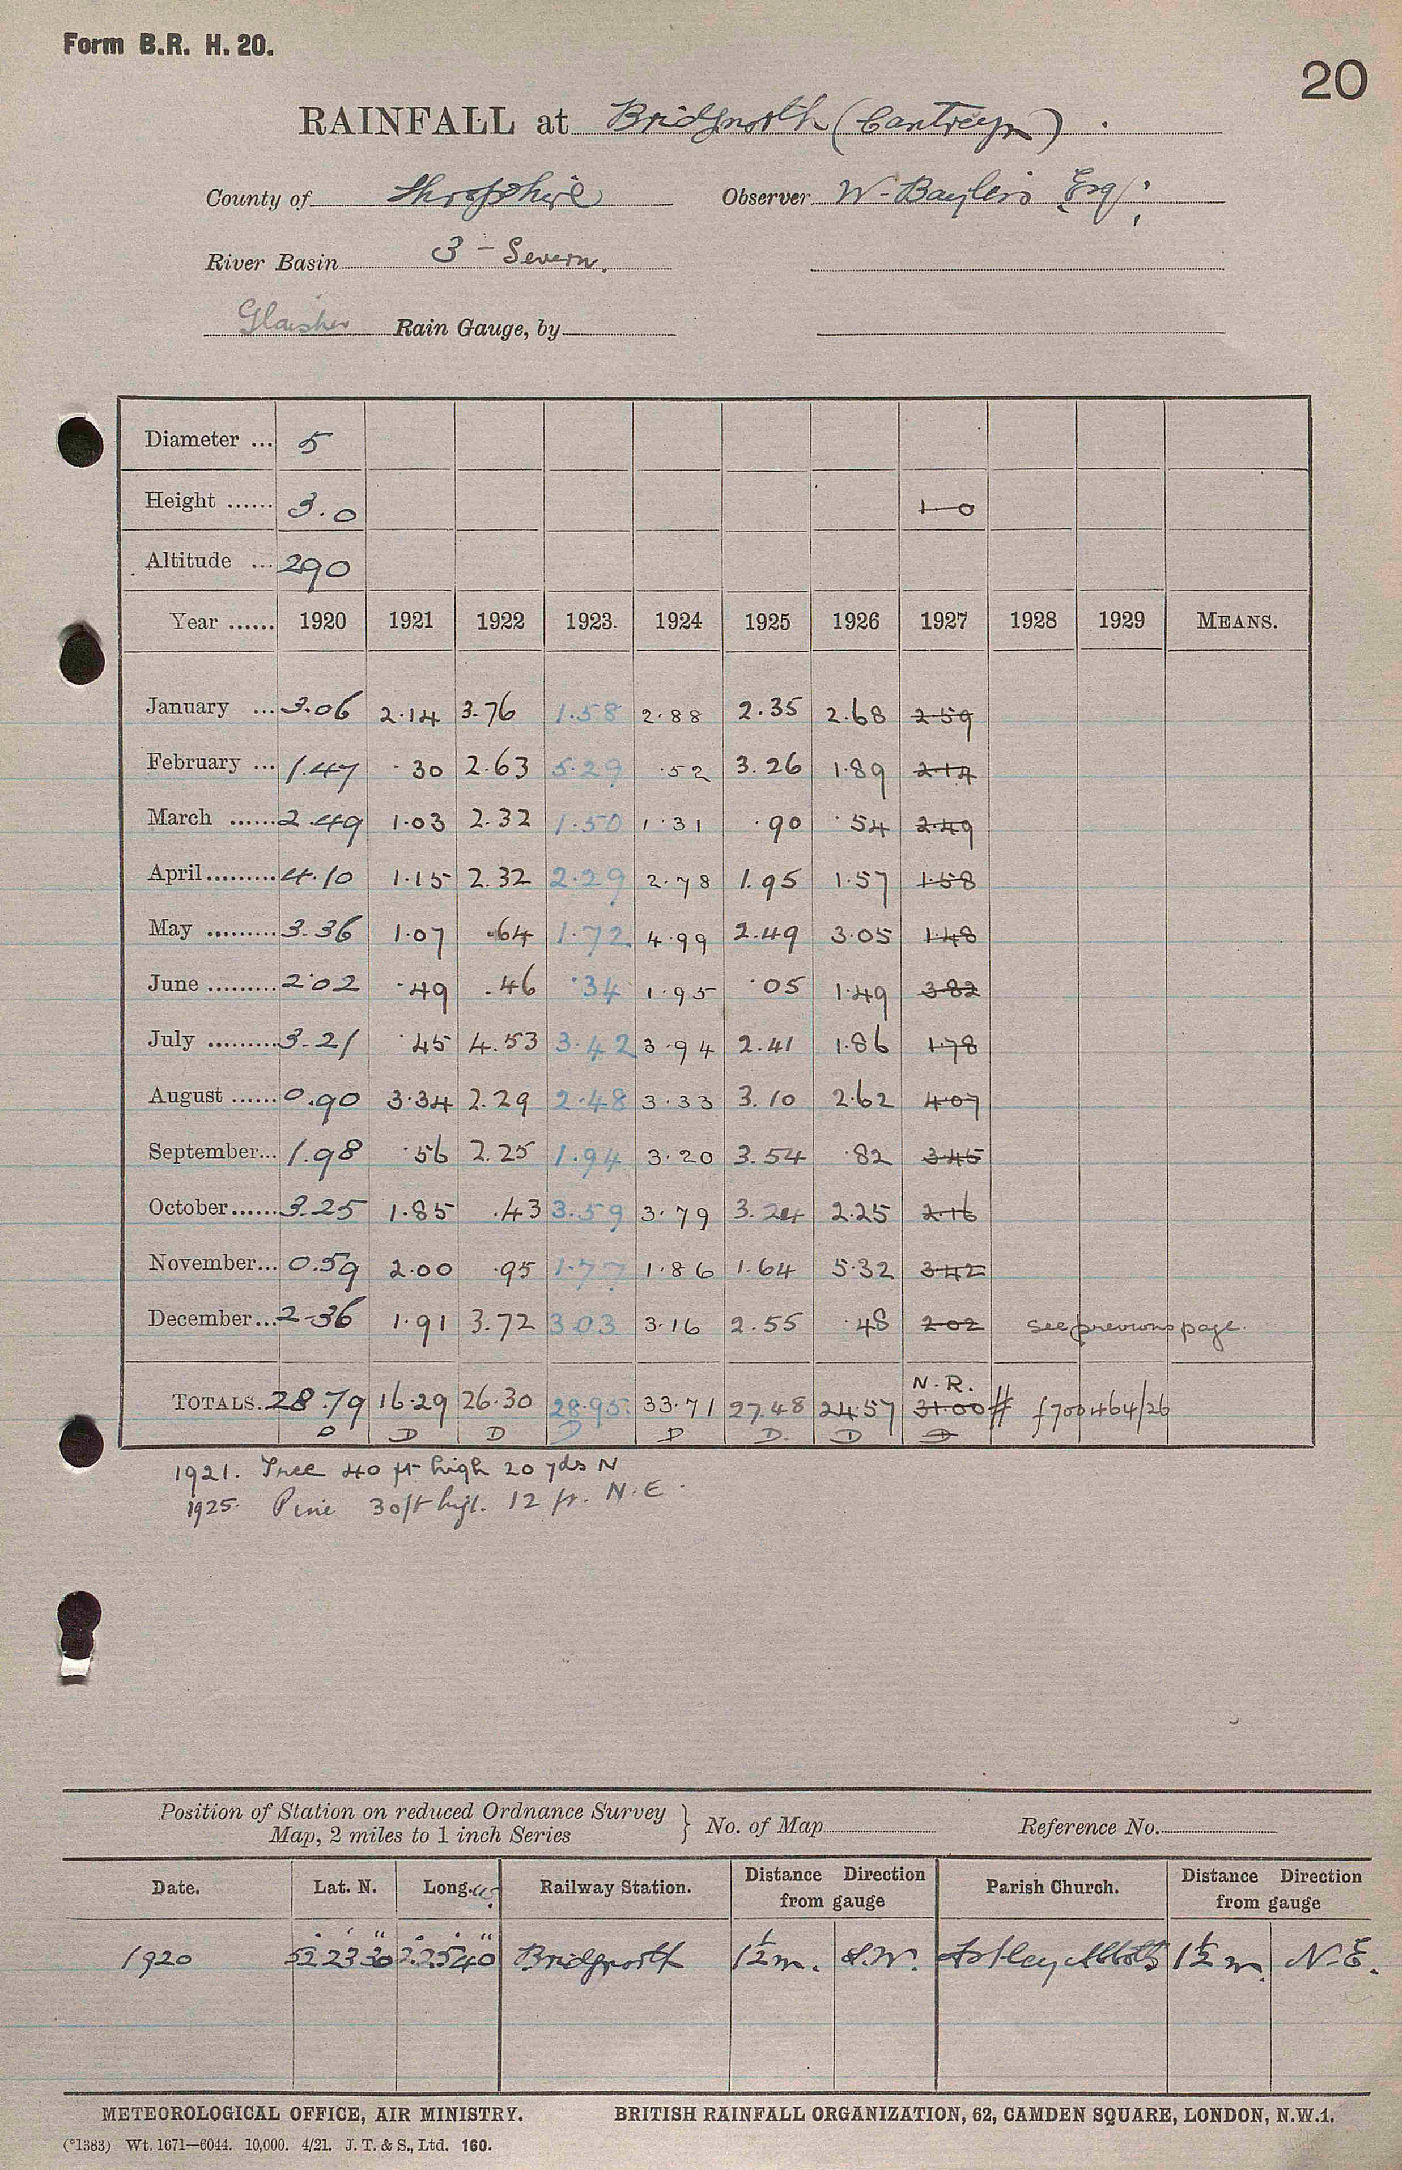 Form B.R. H. 20.
20
RAINFALL at Bridgnorth (Cantreyn).
County of Shropshire Observer W. Bayliss Esq.
River Basin 3 - Severn.
Glaisher Rain Gauge, by
Diameter ... 5
Height ...... 3.0 1-0
Altitude ... 290
Year ...... 1920 1921 1922 1923. 1924 1925 1926 1927 1928 1929 MEANS.
January ... 3.06 2.14 3.76 1.58 2.88 2.35 2.68 2.59
February ... 1.47 .30 2.63 5.29 .52 3.26 1.89 2.14
March ...... 2.49 1.03 2.32 1.50 1.31 .90 .54 2.49
April ......... 4.10 1.15 2.32 2.29 2.78 1.95 1.57 1.58
May ......... 3.36 1.07 .64 1.72 4.99 2.49 3.05 1.48
June ......... 2.02 .49 .46 .34 1.95 .05 1.49 3.82
July ......... 3.21 .45 4.53 3.42 3.94 2.41 1.86 1.78
August ...... 0.90 3.34 2.29 2.48 3.33 3.10 2.62 4.07
September... 1.98 .56 2.25 1.94 3.20 3.54 .82 3.45
October ...... 3.25 1.85 .43 3.59 3.79 3.24 2.25 2.16
November... 0.59 2.00 .95 1.77 1.86 1.64 5.32 3.42
December ... 2.36 1.91 3.72 3.03 3.16 2.55 .48 2.02 see previous page.
N.R.
TOTALS. 28.79 16.29 26.30 28.95 33.71 27.48 24.57 31.00 # f700464/26
D D D D D D. D D
1921. Tree 40 ft high 20 yds N
1925. Pine 30ft high. 12 ft. N.E.
Position of Station on reduced Ordnance Survey
Map, 2 miles to 1 inch Series } No. of Map Reference No.
Date. Lat. N. Long. W. Railway Station. Distance Direction from gauge Parish Church. Distance Direction from gauge
1920 52° 23' 30" 2° 25' 40" Bridgnorth 1½ m. S.W. Astley Abbots 1½ m. N.E.
METEOROLOGICAL OFFICE, AIR MINISTRY. BRITISH RAINFALL ORGANIZATION, 62, CAMDEN SQUARE, LONDON, N.W.1.
(*1383) Wt. 1671—6044. 10,000. 4/21. J. T. & S., Ltd. 160.